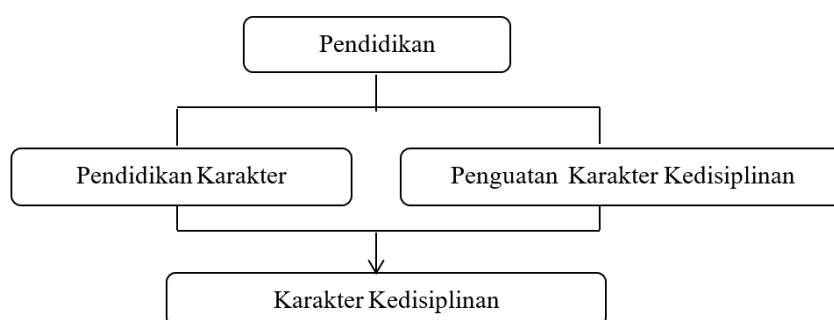 Pendidikan
Pendidikan Karakter
Penguatan Karakter Kedisiplinan
Karakter Kedisiplinan